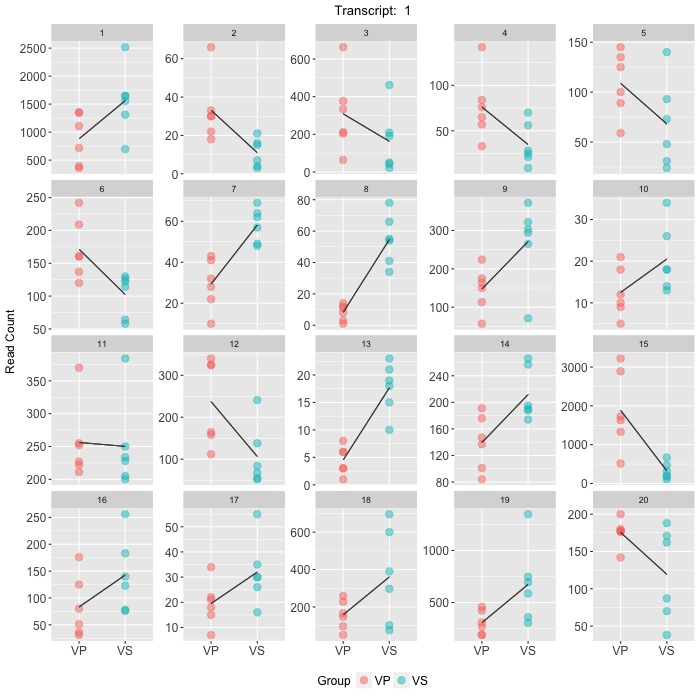 Transcript: 1
1 2 3 4 5
2500 2000 1500 1000 500
60 40 20 0
600 400 200 0
100 50
150 100 50
6 7 8 9 10
250 200 150 100 50
60 40 20
80 60 40 20 0
300 200 100
30 20 10
Read Count
11 12 13 14 15
350 300 250 200
300 200 100
20 15 10 5 0
240 200 160 120 80
3000 2000 1000 0
16 17 18 19 20
250 200 150 100 50
50 40 30 20 10
600 400 200
1000 500
200 150 100 50
VP VS VP VS VP VS VP VS VP VS
Group VP VS